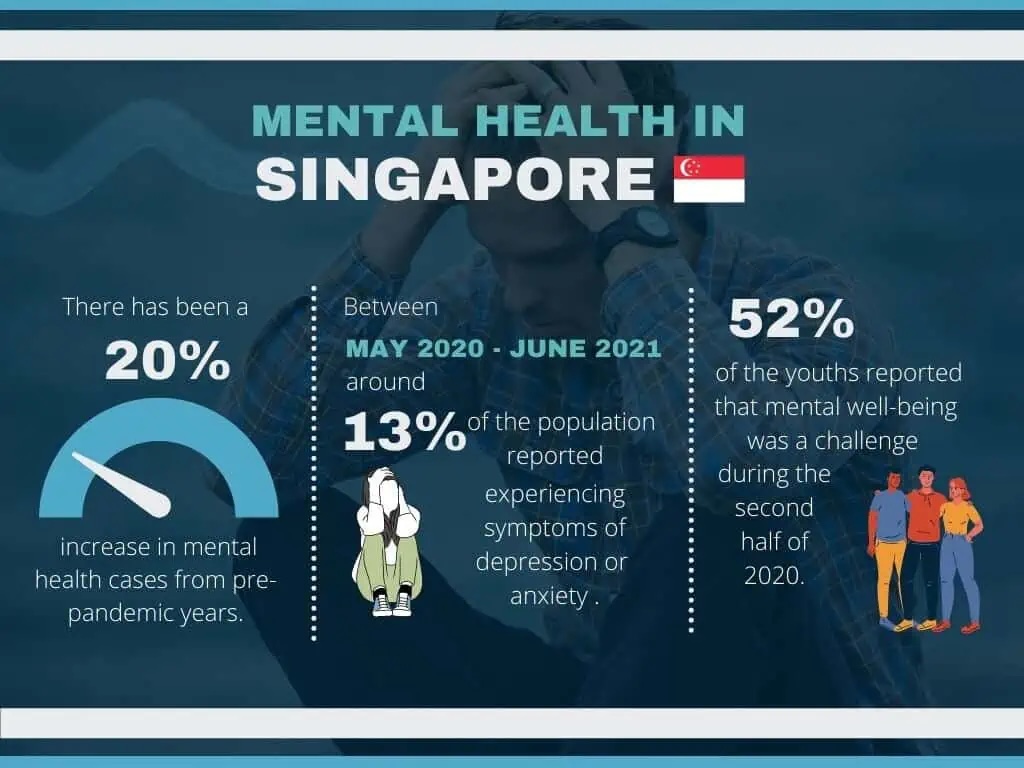 MENTAL HEALTH IN
SINGAPORE
There has been a
20%
increase in mental
health cases from pre-
pandemic years.
Between
MAY 2020 - JUNE 2021
around
13% of the population
reported
experiencing
symptoms of
depression or
anxiety .
52%
of the youths reported
that mental well-being
was a challenge
during the
second
half of
2020.